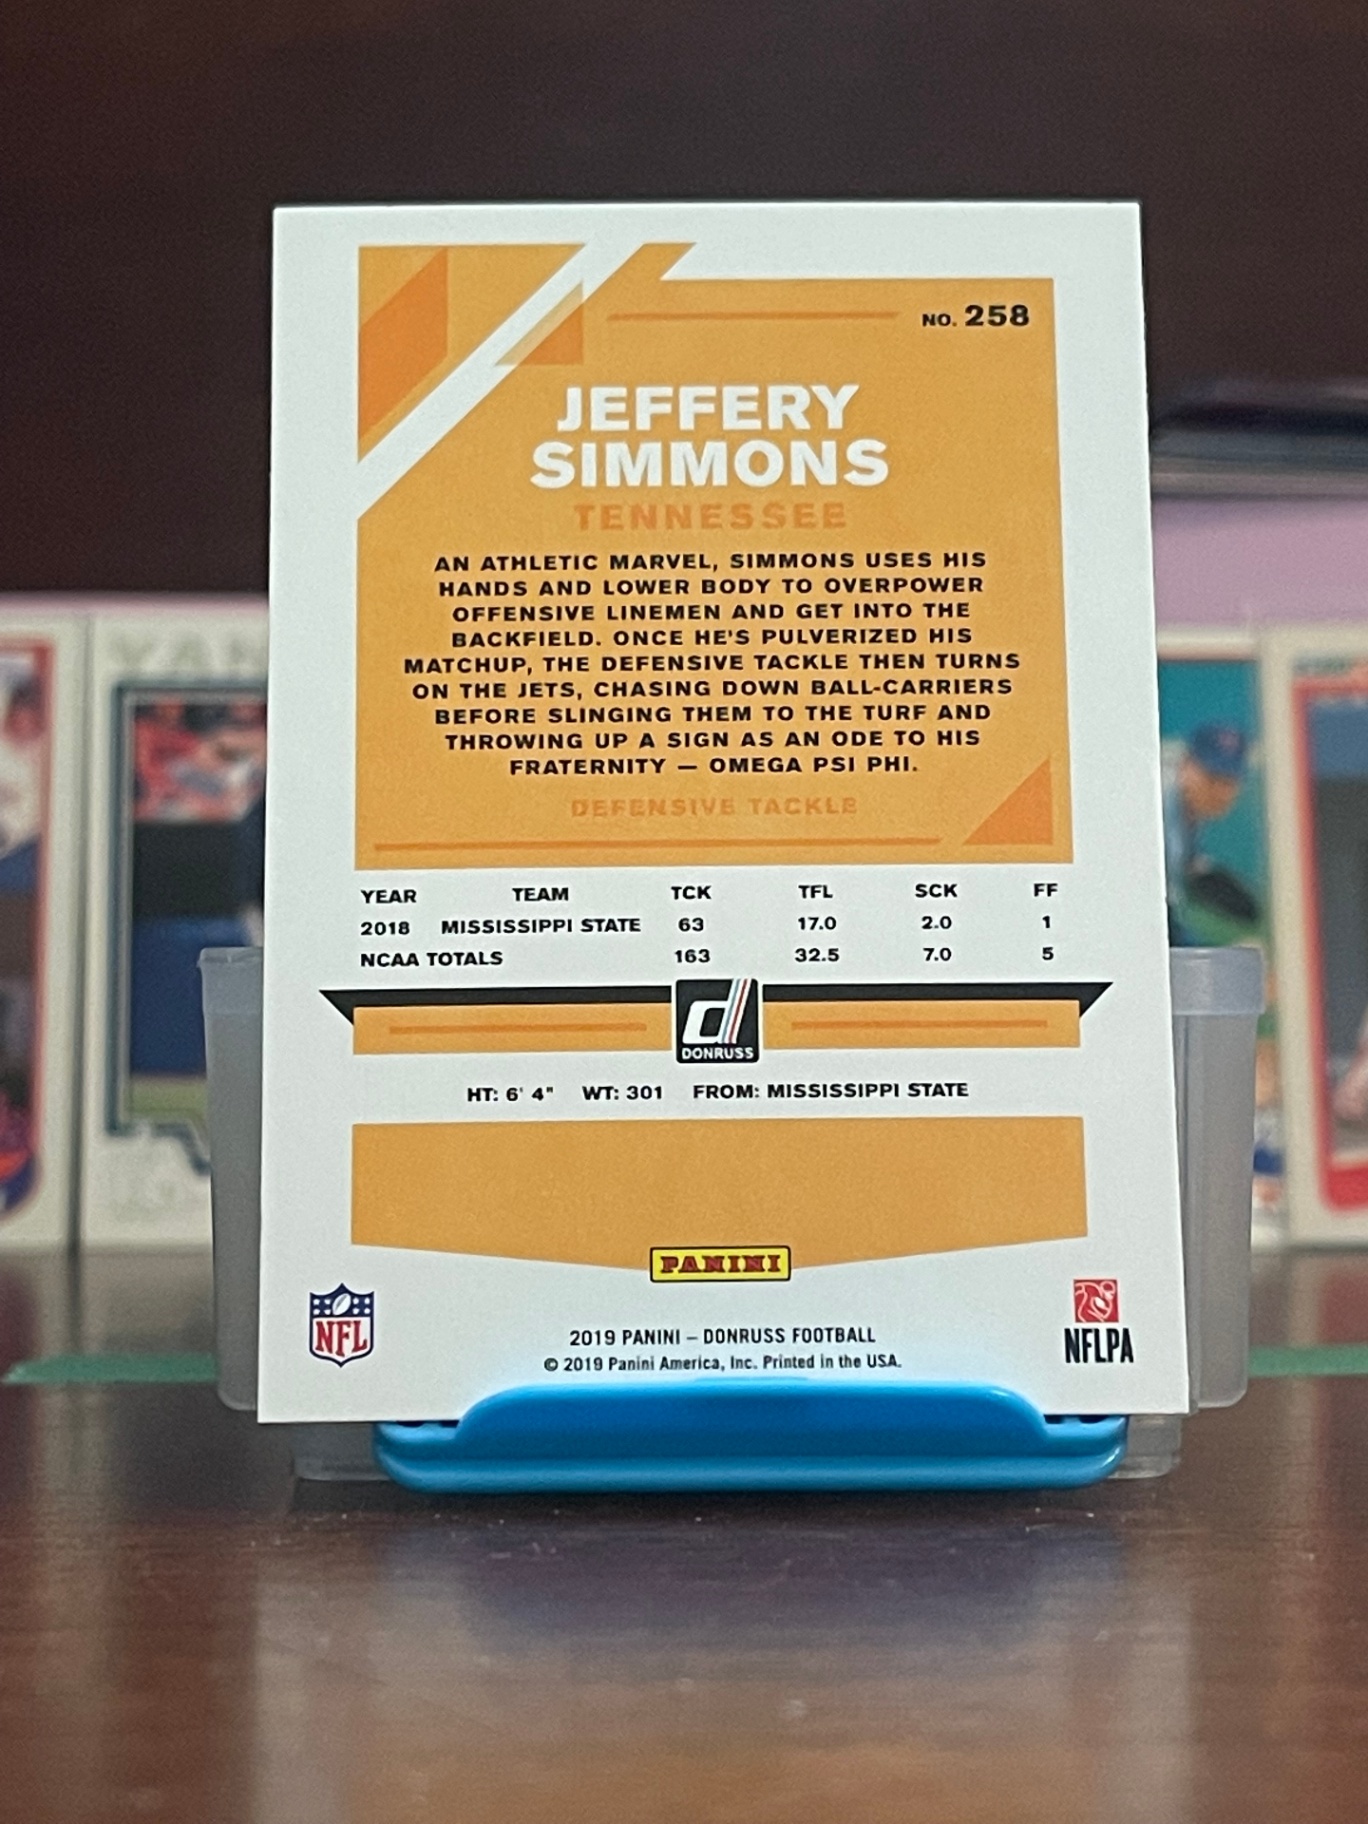 NO. 258
JEFFERY
SIMMONS
TENNESSEE
AN ATHLETIC MARVEL, SIMMONS USES HIS
HANDS AND LOWER BODY TO OVERPOWER
OFFENSIVE LINEMEN AND GET INTO THE
BACKFIELD. ONCE HE'S PULVERIZED HIS
MATCHUP, THE DEFENSIVE TACKLE THEN TURNS
ON THE JETS, CHASING DOWN BALL-CARRIERS
BEFORE SLINGING THEM TO THE TURF AND
THROWING UP A SIGN AS AN ODE TO HIS
FRATERNITY — OMEGA PSI PHI.
DEFENSIVE TACKLE
YEAR TEAM TCK TFL SCK FF
2018 MISSISSIPPI STATE 63 17.0 2.0 1
NCAA TOTALS 163 32.5 7.0 5
d
DONRUSS
HT: 6' 4" WT: 301 FROM: MISSISSIPPI STATE
PANINI
NFL
NFLPA
2019 PANINI – DONRUSS FOOTBALL
© 2019 Panini America, Inc. Printed in the USA.